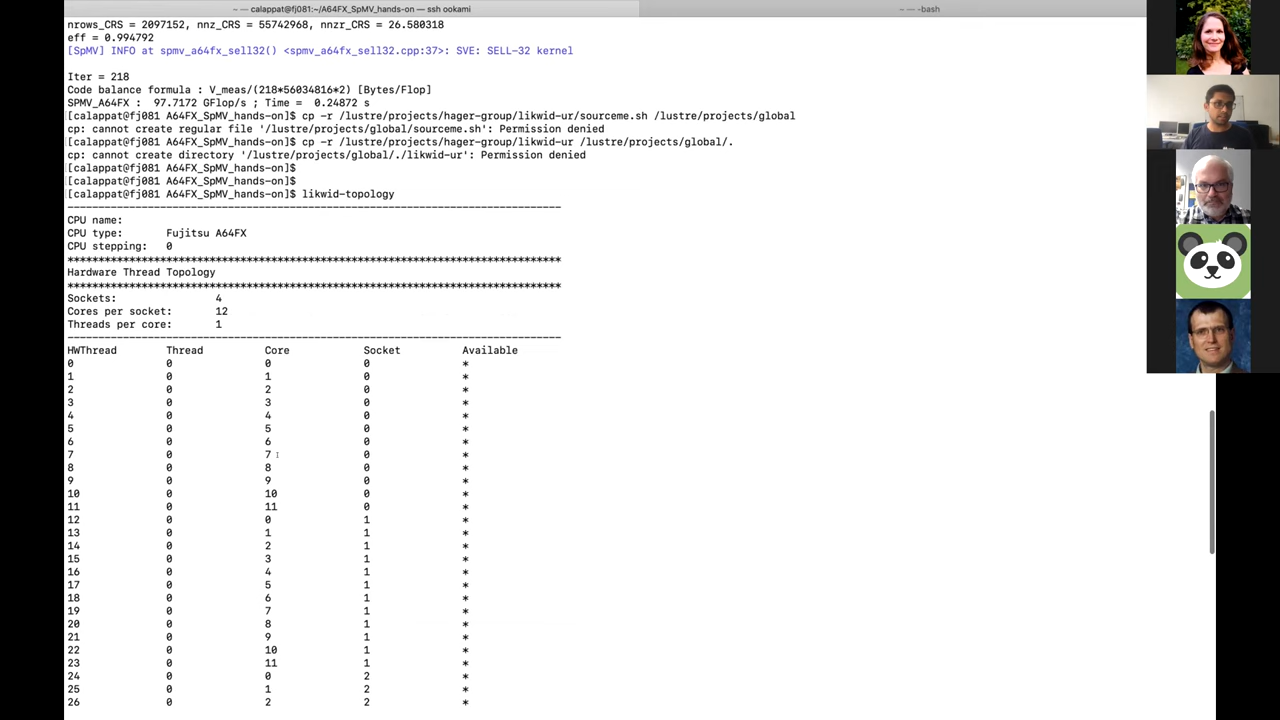 ~ — calappat@fj081:~/A64FX_SpMV_hands-on — ssh ookami
~ — -bash
nrows_CRS = 2097152, nnz_CRS = 55742968, nnzr_CRS = 26.580318
eff = 0.994792
[SpMV] INFO at spmv_a64fx_sell32() <spmv_a64fx_sell32.cpp:37>: SVE: SELL-32 kernel
Iter = 218
Code balance formula : V_meas/(218*56034816*2) [Bytes/Flop]
SPMV_A64FX :  97.7172 GFlop/s ; Time =  0.24872 s
[calappat@fj081 A64FX_SpMV_hands-on]$ cp -r /lustre/projects/hager-group/likwid-ur/sourceme.sh /lustre/projects/global
cp: cannot create regular file '/lustre/projects/global/sourceme.sh': Permission denied
[calappat@fj081 A64FX_SpMV_hands-on]$ cp -r /lustre/projects/hager-group/likwid-ur /lustre/projects/global/.
cp: cannot create directory '/lustre/projects/global/./likwid-ur': Permission denied
[calappat@fj081 A64FX_SpMV_hands-on]$
[calappat@fj081 A64FX_SpMV_hands-on]$
[calappat@fj081 A64FX_SpMV_hands-on]$ likwid-topology
--------------------------------------------------------------------------------
CPU name:
CPU type: Fujitsu A64FX
CPU stepping: 0
********************************************************************************
Hardware Thread Topology
********************************************************************************
Sockets: 4
Cores per socket: 12
Threads per core: 1
--------------------------------------------------------------------------------
HWThread Thread Core Socket Available
0 0 0 0 *
1 0 1 0 *
2 0 2 0 *
3 0 3 0 *
4 0 4 0 *
5 0 5 0 *
6 0 6 0 *
7 0 7 0 *
8 0 8 0 *
9 0 9 0 *
10 0 10 0 *
11 0 11 0 *
12 0 0 1 *
13 0 1 1 *
14 0 2 1 *
15 0 3 1 *
16 0 4 1 *
17 0 5 1 *
18 0 6 1 *
19 0 7 1 *
20 0 8 1 *
21 0 9 1 *
22 0 10 1 *
23 0 11 1 *
24 0 0 2 *
25 0 1 2 *
26 0 2 2 *